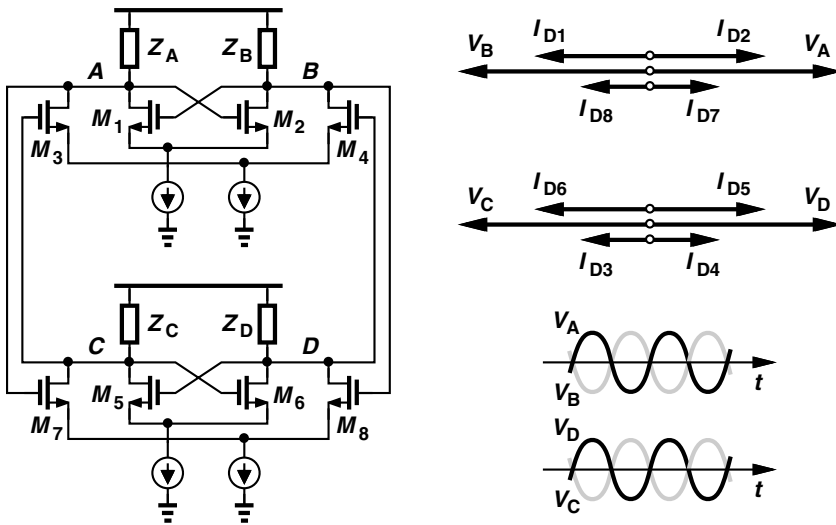 Z_A Z_B
A B
M_1 M_2
M_3 M_4
Z_C Z_D
C D
M_5 M_6
M_7 M_8
I_D1 I_D2
V_B V_A
I_D8 I_D7
I_D6 I_D5
V_C V_D
I_D3 I_D4
V_A
V_B t
V_D
V_C t